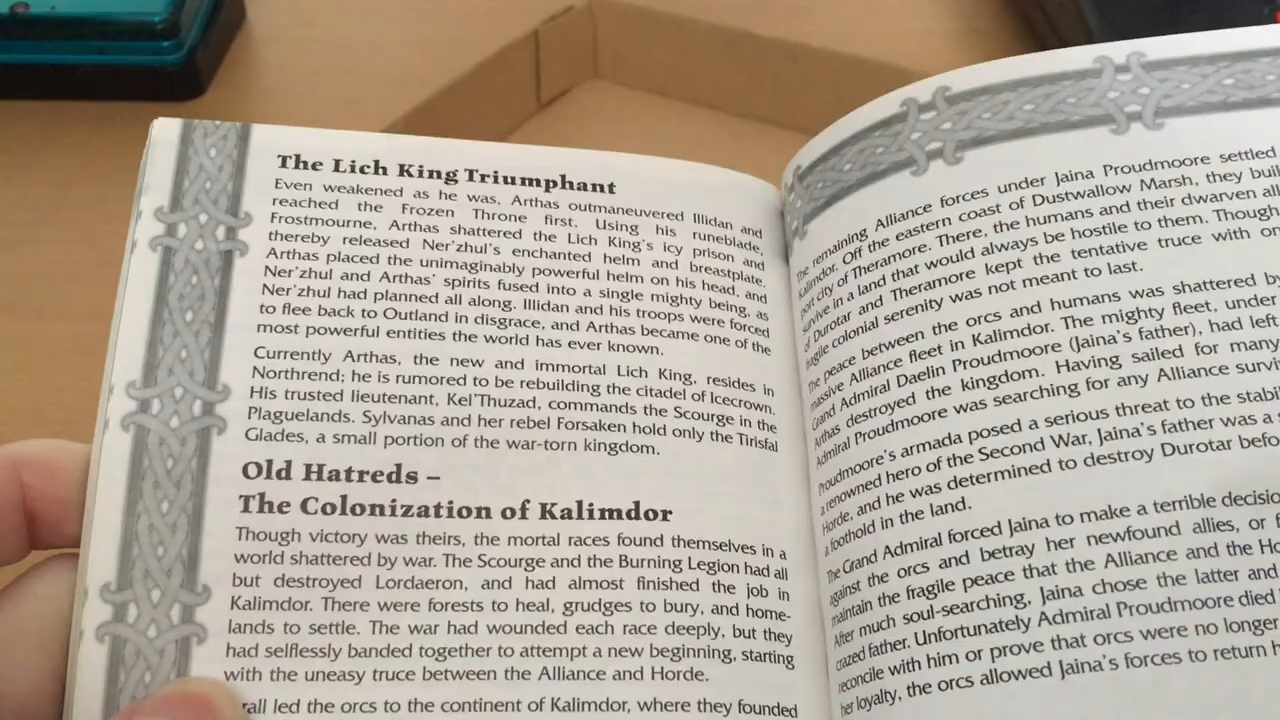 The Lich King Triumphant
Even weakened as he was, Arthas outmaneuvered Illidan and
reached the Frozen Throne first. Using his runeblade,
Frostmourne, Arthas shattered the Lich King's icy prison and
thereby released Ner'zhul's enchanted helm and breastplate.
Arthas placed the unimaginably powerful helm on his head, and
Ner'zhul and Arthas' spirits fused into a single mighty being, as
Ner'zhul had planned all along. Illidan and his troops were forced
to flee back to Outland in disgrace, and Arthas became one of the
most powerful entities the world has ever known.
Currently Arthas, the new and immortal Lich King, resides in
Northrend; he is rumored to be rebuilding the citadel of Icecrown.
His trusted lieutenant, Kel'Thuzad, commands the Scourge in the
Plaguelands. Sylvanas and her rebel Forsaken hold only the Tirisfal
Glades, a small portion of the war-torn kingdom.
Old Hatreds –
The Colonization of Kalimdor
Though victory was theirs, the mortal races found themselves in a
world shattered by war. The Scourge and the Burning Legion had all
but destroyed Lordaeron, and had almost finished the job in
Kalimdor. There were forests to heal, grudges to bury, and home-
lands to settle. The war had wounded each race deeply, but they
had selflessly banded together to attempt a new beginning, starting
with the uneasy truce between the Alliance and Horde.
rall led the orcs to the continent of Kalimdor, where they founded
The remaining Alliance forces under Jaina Proudmoore settled
Kalimdor. Off the eastern coast of Dustwallow Marsh, they buil
port city of Theramore. There, the humans and their dwarven all
survive in a land that would always be hostile to them. Though
of Durotar and Theramore kept the tentative truce with on
fragile colonial serenity was not meant to last.
The peace between the orcs and humans was shattered by
massive Alliance fleet in Kalimdor. The mighty fleet, under
Grand Admiral Daelin Proudmoore (Jaina's father), had left
Arthas destroyed the kingdom. Having sailed for many
Admiral Proudmoore was searching for any Alliance survi
Proudmoore's armada posed a serious threat to the stabil
a renowned hero of the Second War, Jaina's father was a
Horde, and he was determined to destroy Durotar befo
a foothold in the land.
The Grand Admiral forced Jaina to make a terrible decisio
against the orcs and betray her newfound allies, or
maintain the fragile peace that the Alliance and the Ho
After much soul-searching, Jaina chose the latter and
crazed father. Unfortunately Admiral Proudmoore died
reconcile with him or prove that orcs were no longer
her loyalty, the orcs allowed Jaina's forces to return h